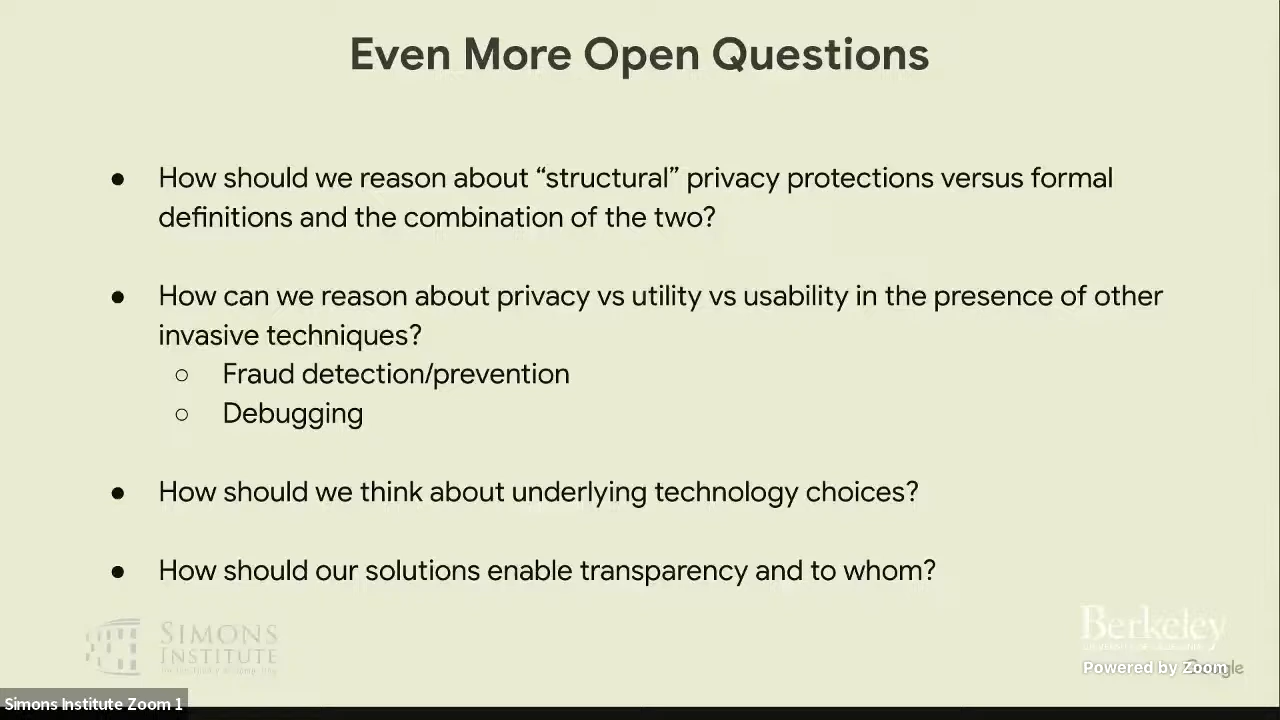 Even More Open Questions
● How should we reason about “structural” privacy protections versus formal
definitions and the combination of the two?
● How can we reason about privacy vs utility vs usability in the presence of other
invasive techniques?
○ Fraud detection/prevention
○ Debugging
● How should we think about underlying technology choices?
● How should our solutions enable transparency and to whom?
SIMONS
INSTITUTE
Berkeley
Powered by Zoom
Google
Simons Institute Zoom 1